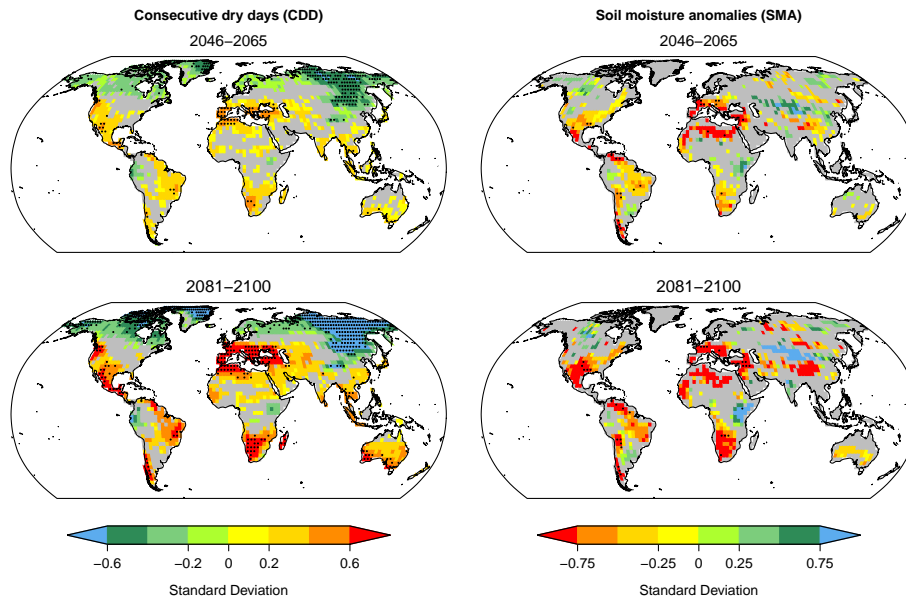 Consecutive dry days (CDD)
Soil moisture anomalies (SMA)
2046−2065
2046−2065
2081−2100
2081−2100
−0.6 −0.2 0 0.2 0.6
−0.75 −0.25 0 0.25 0.75
Standard Deviation
Standard Deviation